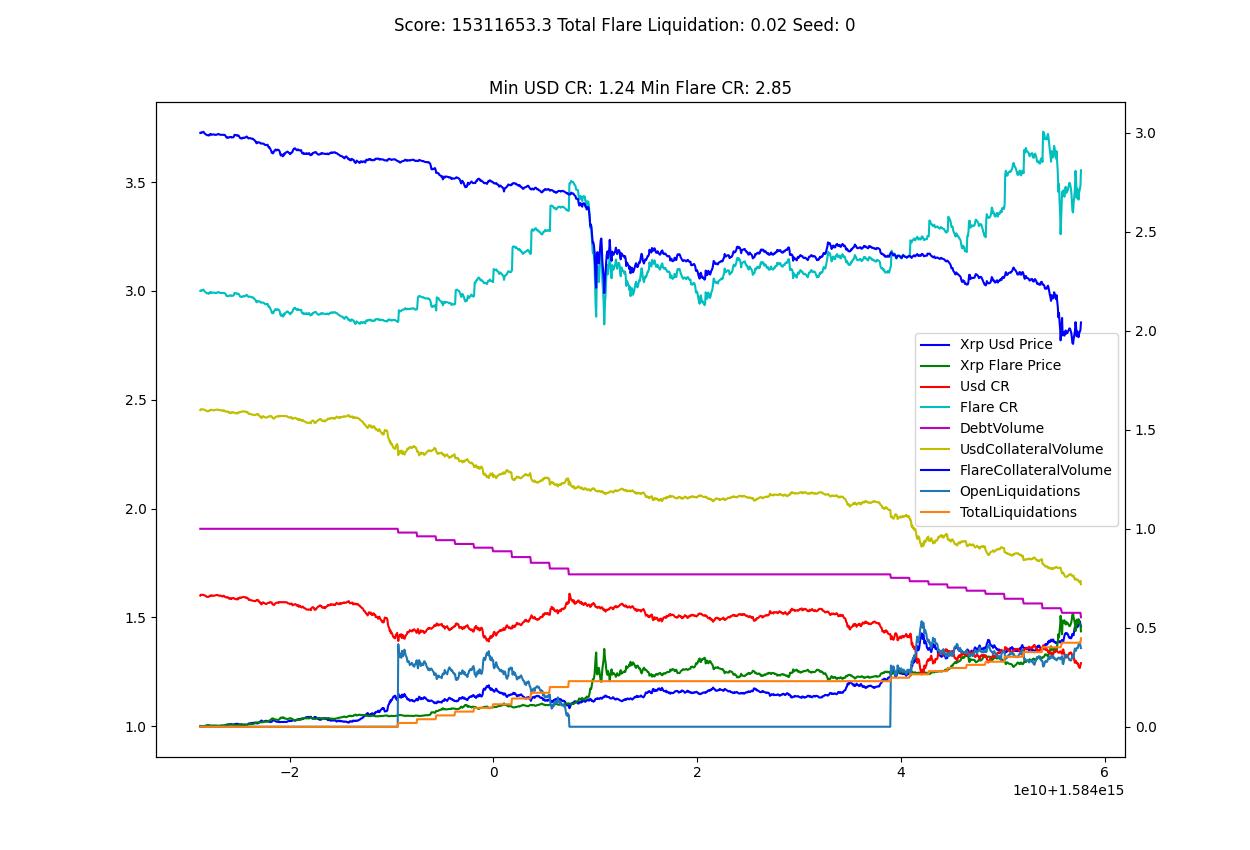 Score: 15311653.3 Total Flare Liquidation: 0.02 Seed: 0
Min USD CR: 1.24 Min Flare CR: 2.85
3.5
3.0
2.5
2.0
1.5
1.0
3.0
2.5
2.0
1.5
1.0
0.5
0.0
Xrp Usd Price
Xrp Flare Price
Usd CR
Flare CR
DebtVolume
UsdCollateralVolume
FlareCollateralVolume
OpenLiquidations
TotalLiquidations
−2 0 2 4 6
1e10+1.584e15